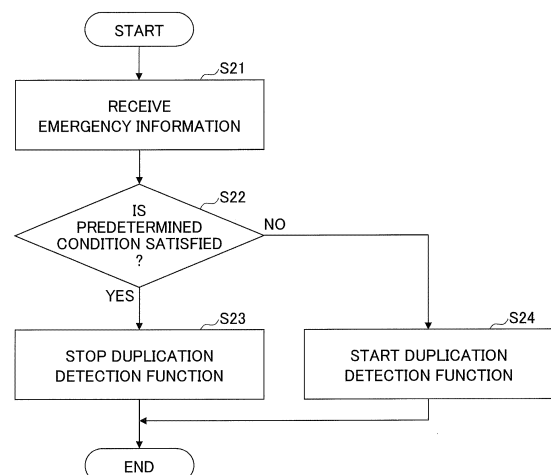 START
S21
RECEIVE
EMERGENCY INFORMATION
S22
IS
PREDETERMINED
CONDITION SATISFIED
?
NO
YES
S23
STOP DUPLICATION
DETECTION FUNCTION
S24
START DUPLICATION
DETECTION FUNCTION
END